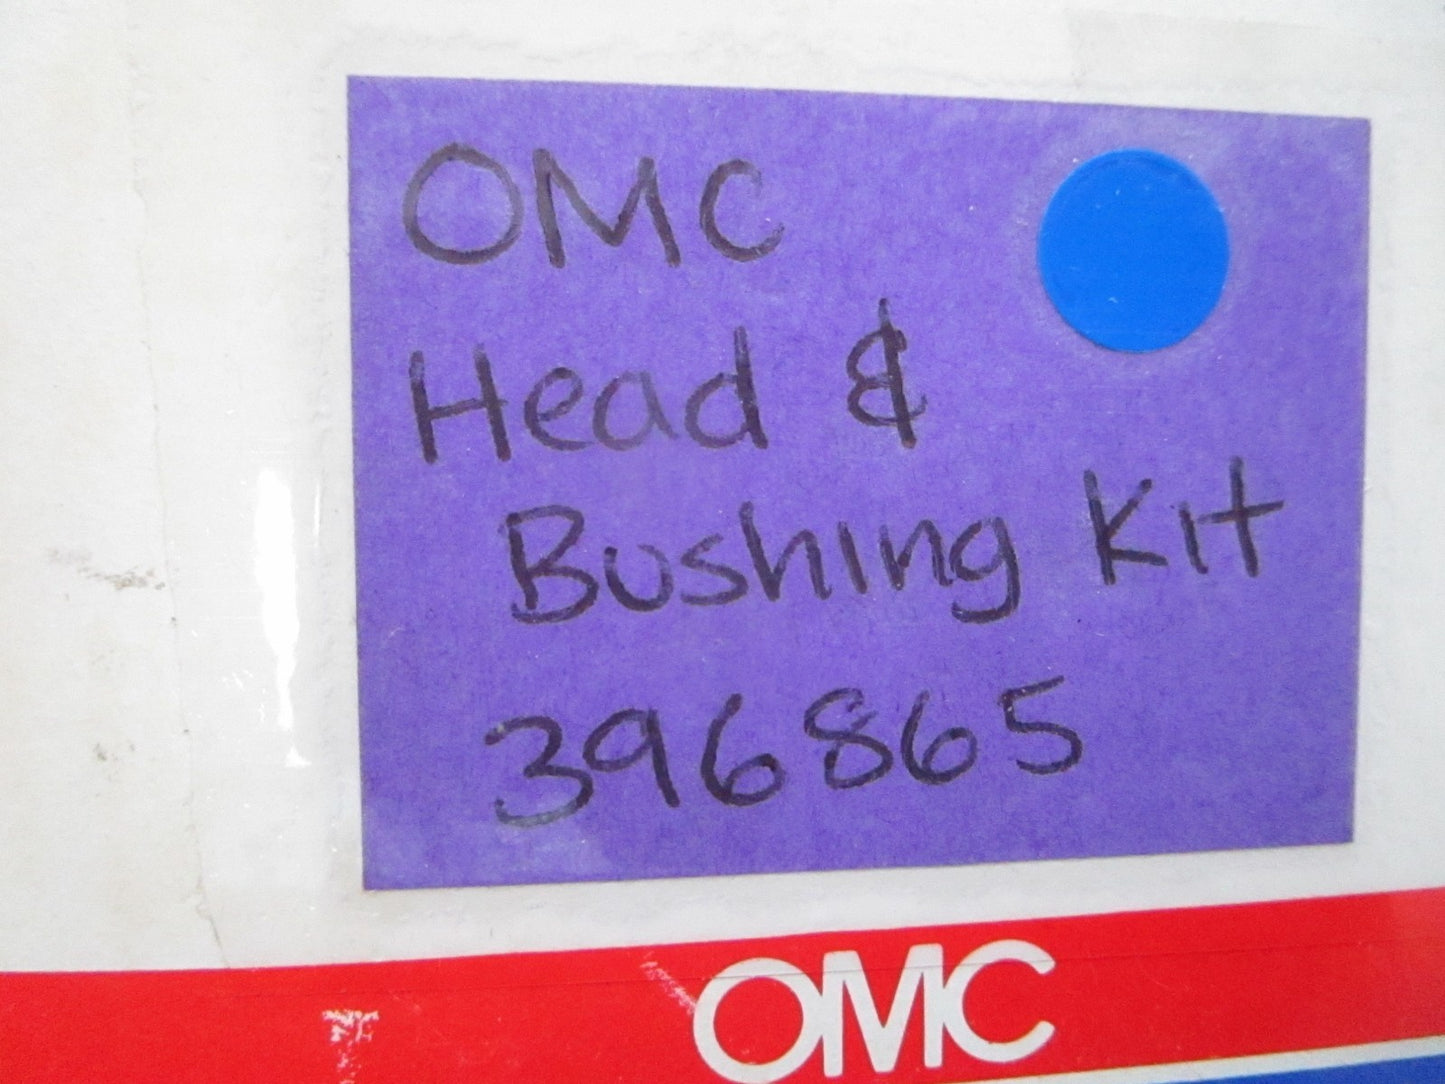 OMC
Head &
Bushing Kit
396865
OMC